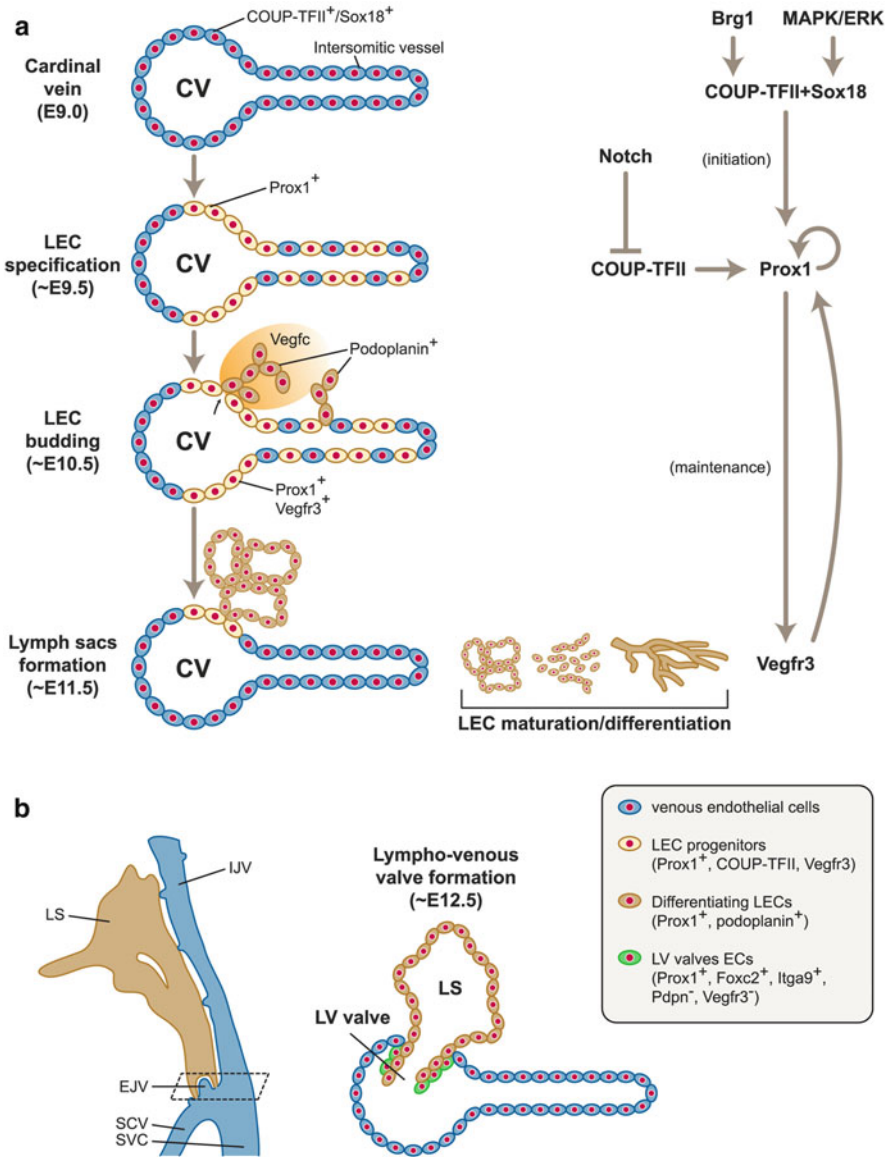 a
Cardinal
vein
(E9.0)
COUP-TFII+/Sox18+
Intersomitic vessel
CV
LEC
specification
(~E9.5)
Prox1+
CV
LEC
budding
(~E10.5)
Vegfc
Podoplanin+
CV
Prox1+
Vegfr3+
Lymph sacs
formation
(~E11.5)
CV
Brg1
MAPK/ERK
COUP-TFII+Sox18
(initiation)
Notch
COUP-TFII
Prox1
(maintenance)
Vegfr3
LEC maturation/differentiation
b
LS
IJV
EJV
SCV
SVC
Lympho-venous
valve formation
(~E12.5)
LS
LV valve
venous endothelial cells
LEC progenitors
(Prox1+, COUP-TFII, Vegfr3)
Differentiating LECs
(Prox1+, podoplanin+)
LV valves ECs
(Prox1+, Foxc2+, Itga9+,
Pdpn-, Vegfr3-)